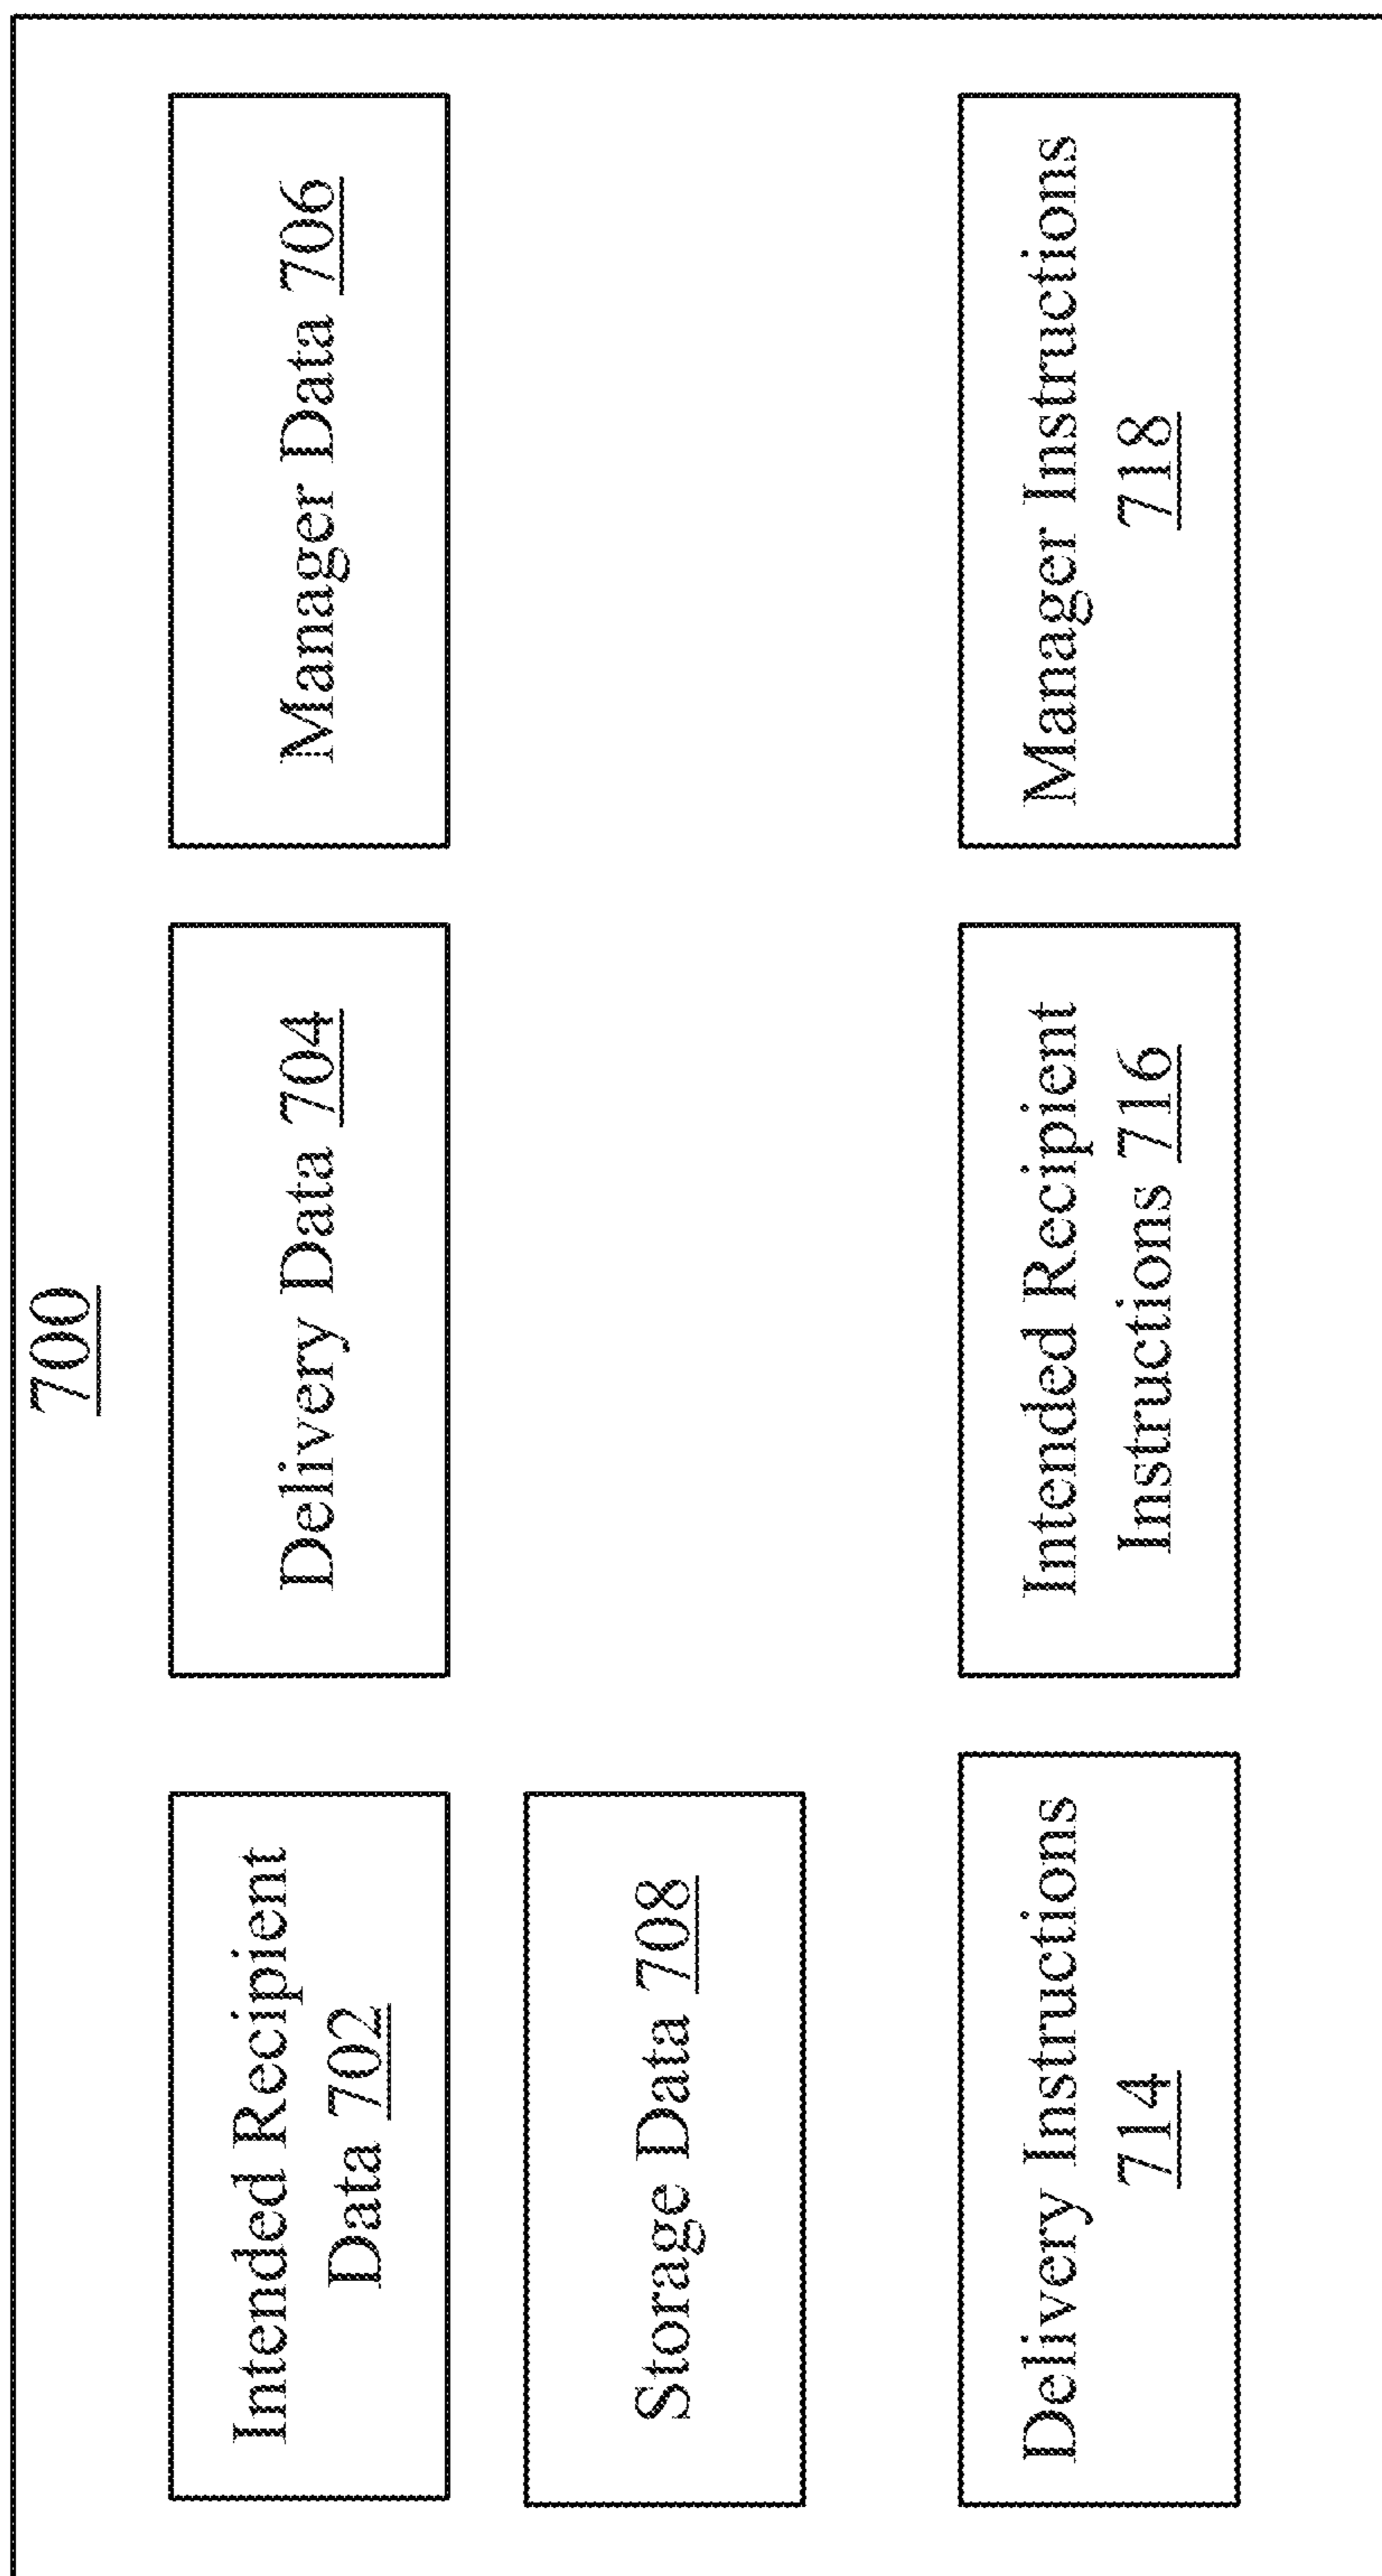 700
Intended Recipient
Data 702
Delivery Data 704
Manager Data 706
Storage Data 708
Delivery Instructions
714
Intended Recipient
Instructions 716
Manager Instructions
718